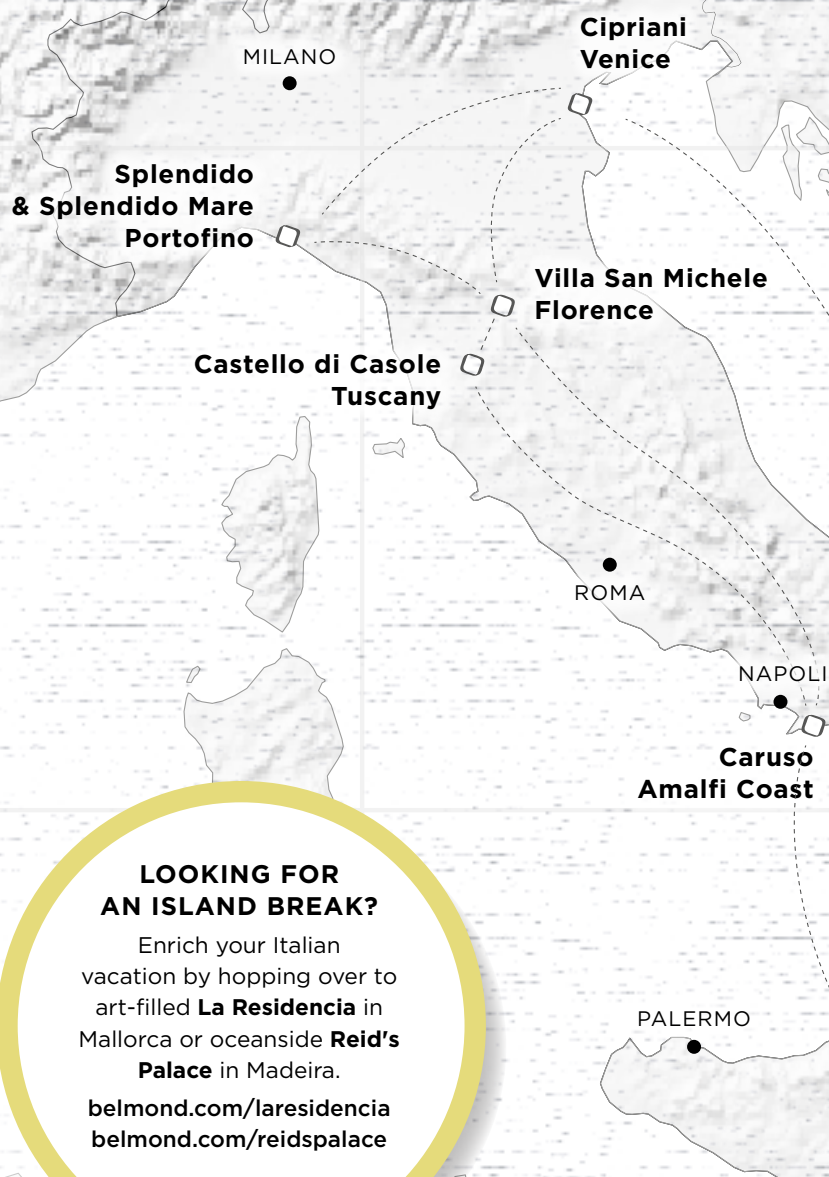 Cipriani
Venice
MILANO
Splendido
& Splendido Mare
Portofino
Villa San Michele
Florence
Castello di Casole
Tuscany
ROMA
NAPOLI
Caruso
Amalfi Coast
LOOKING FOR
AN ISLAND BREAK?
Enrich your Italian
vacation by hopping over to
art-filled La Residencia in
Mallorca or oceanside Reid's
Palace in Madeira.
belmond.com/laresidencia
belmond.com/reidspalace
PALERMO